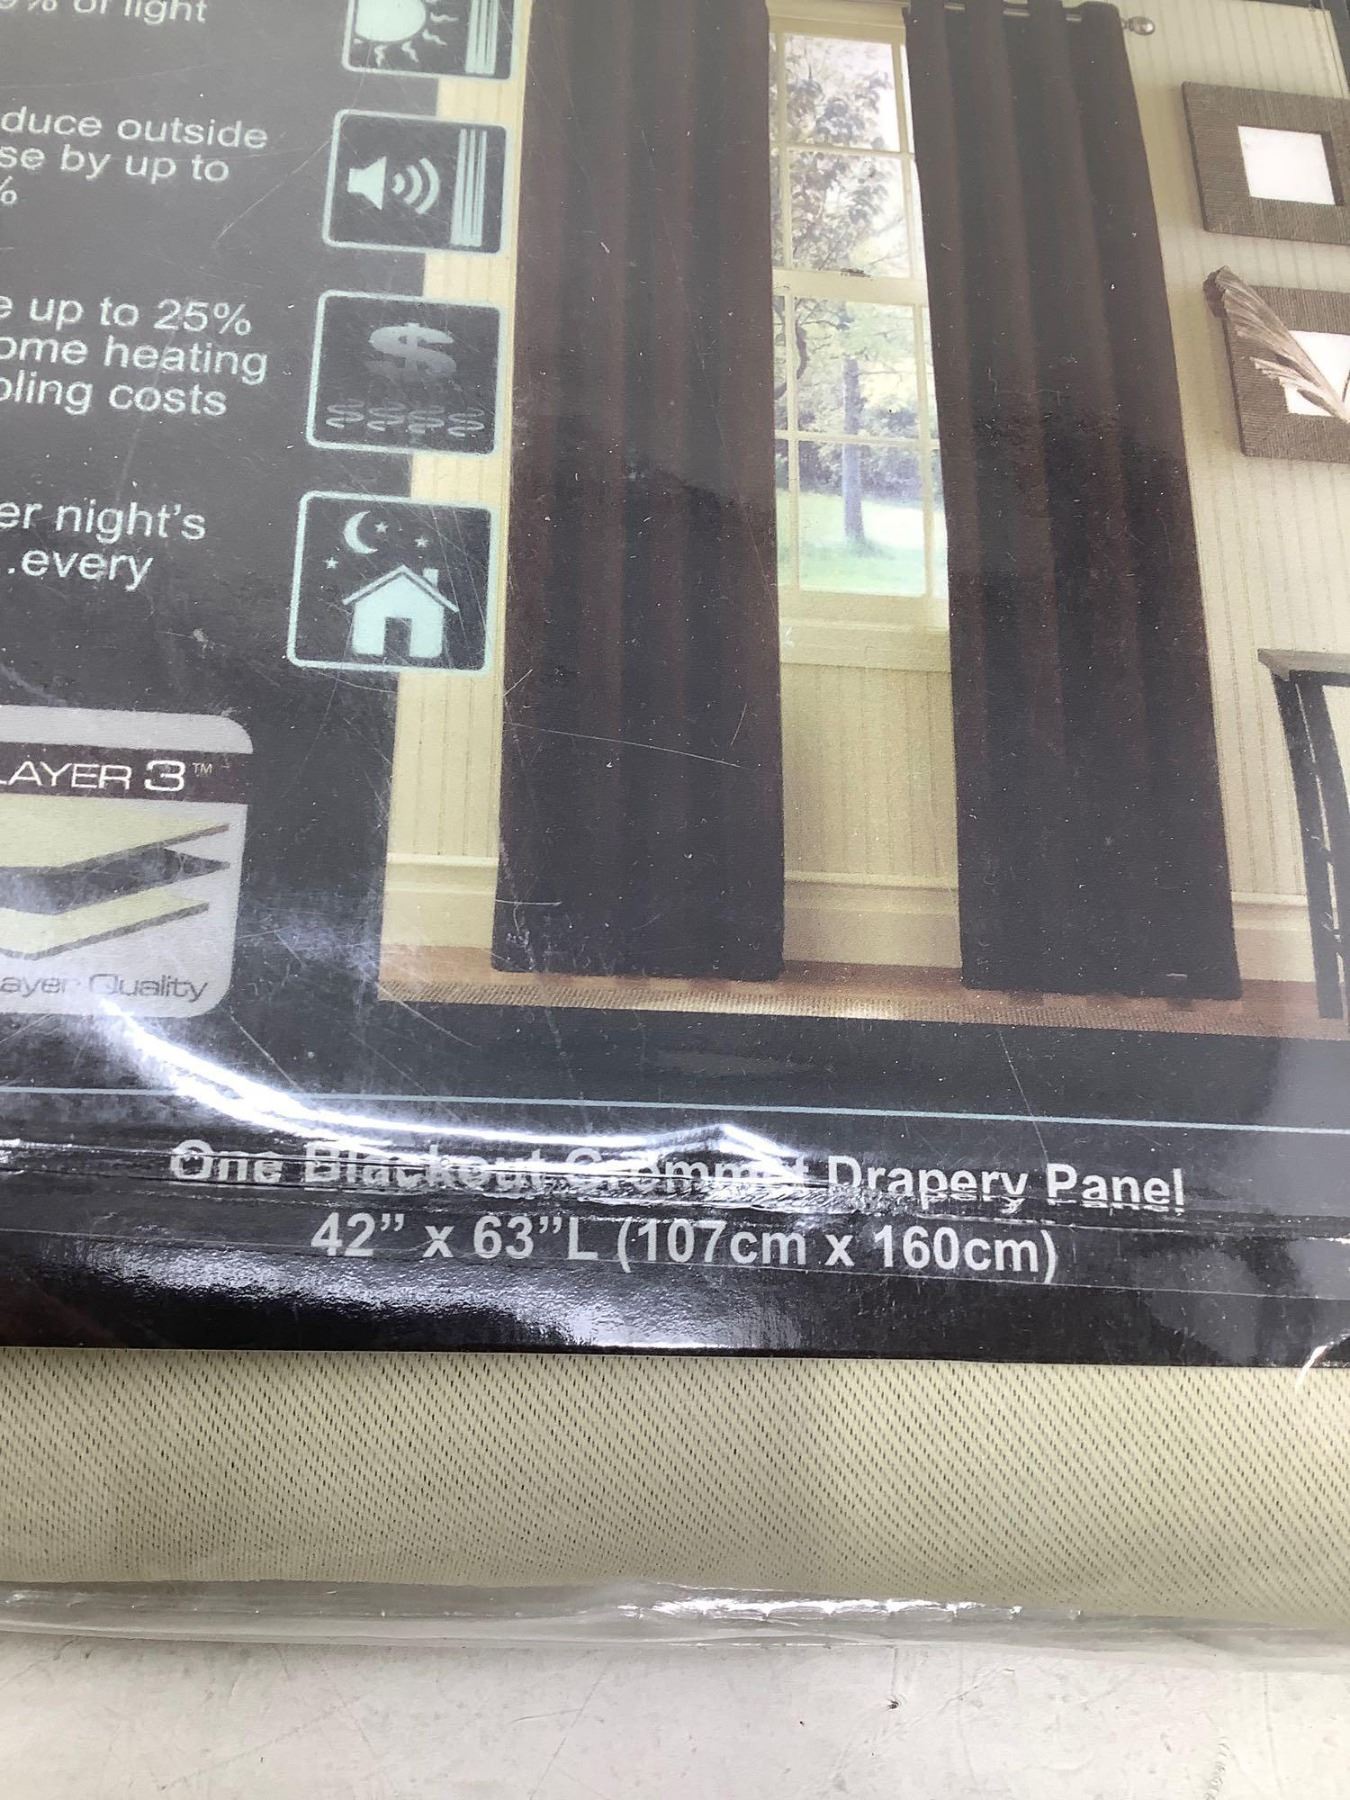 % of light
duce outside
se by up to
%
e up to 25%
ome heating
oling costs
er night's
..every
LAYER 3™
ayer Quality
One Blackout Grommet Drapery Panel
42” x 63”L (107cm x 160cm)